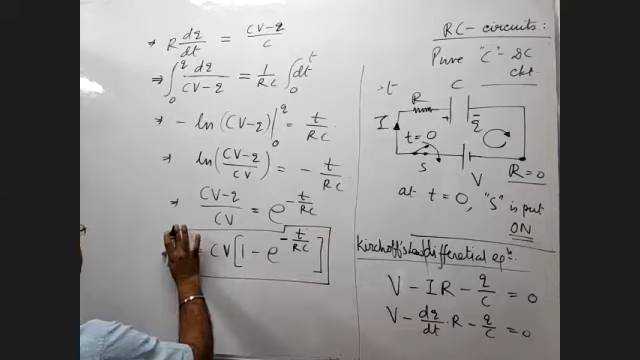 ⇒ R dq/dt = (CV-q)/C
⇒ ∫₀^q dq/(CV-q) = 1/RC ∫₀^t dt
⇒ - ln (CV-q) |₀^q = t/RC
⇒ ln((CV-q)/CV) = - t/RC
⇒ (CV-q)/CV = e^(-t/RC)
= CV[1 - e^(-t/RC)]
RC-circuits:
Pure "C" - DC
ckt
C
R
I
t=0
q
S
V
R=0
at t=0, "S" is put
ON
Kirchoff's law differential eqⁿ.
V - IR - q/C = 0
V - dq/dt . R - q/C = 0